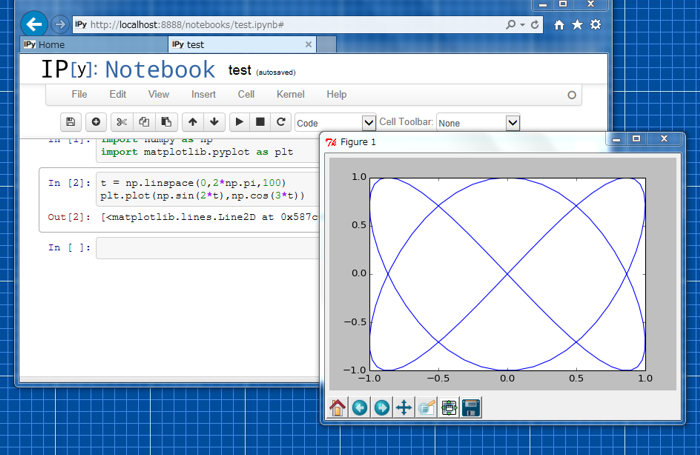 http://localhost:8888/notebooks/test.ipynb#
IPy Home
IPy test
IP[y]: Notebook test (autosaved)
File Edit View Insert Cell Kernel Help
Code Cell Toolbar: None
In [1]: import numpy as np
import matplotlib.pyplot as plt
In [2]: t = np.linspace(0,2*np.pi,100)
plt.plot(np.sin(2*t),np.cos(3*t))
Out[2]: [<matplotlib.lines.Line2D at 0x587c
In [ ]:
Figure 1
1.0
0.5
0.0
−0.5
−1.0
−1.0 −0.5 0.0 0.5 1.0